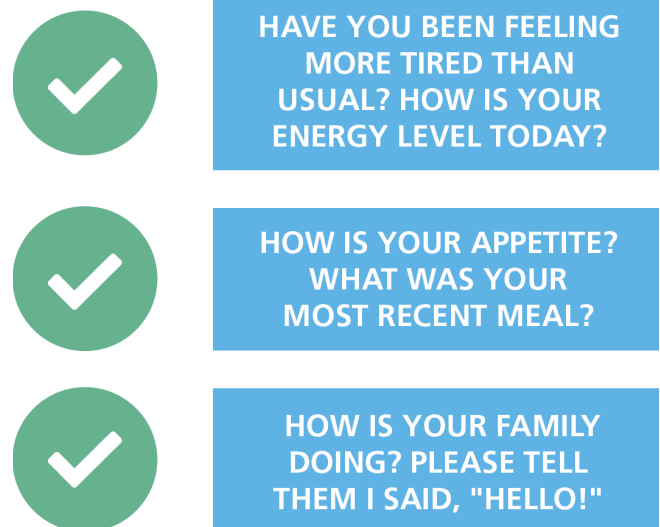 HAVE YOU BEEN FEELING
MORE TIRED THAN
USUAL? HOW IS YOUR
ENERGY LEVEL TODAY?
HOW IS YOUR APPETITE?
WHAT WAS YOUR
MOST RECENT MEAL?
HOW IS YOUR FAMILY
DOING? PLEASE TELL
THEM I SAID, "HELLO!"